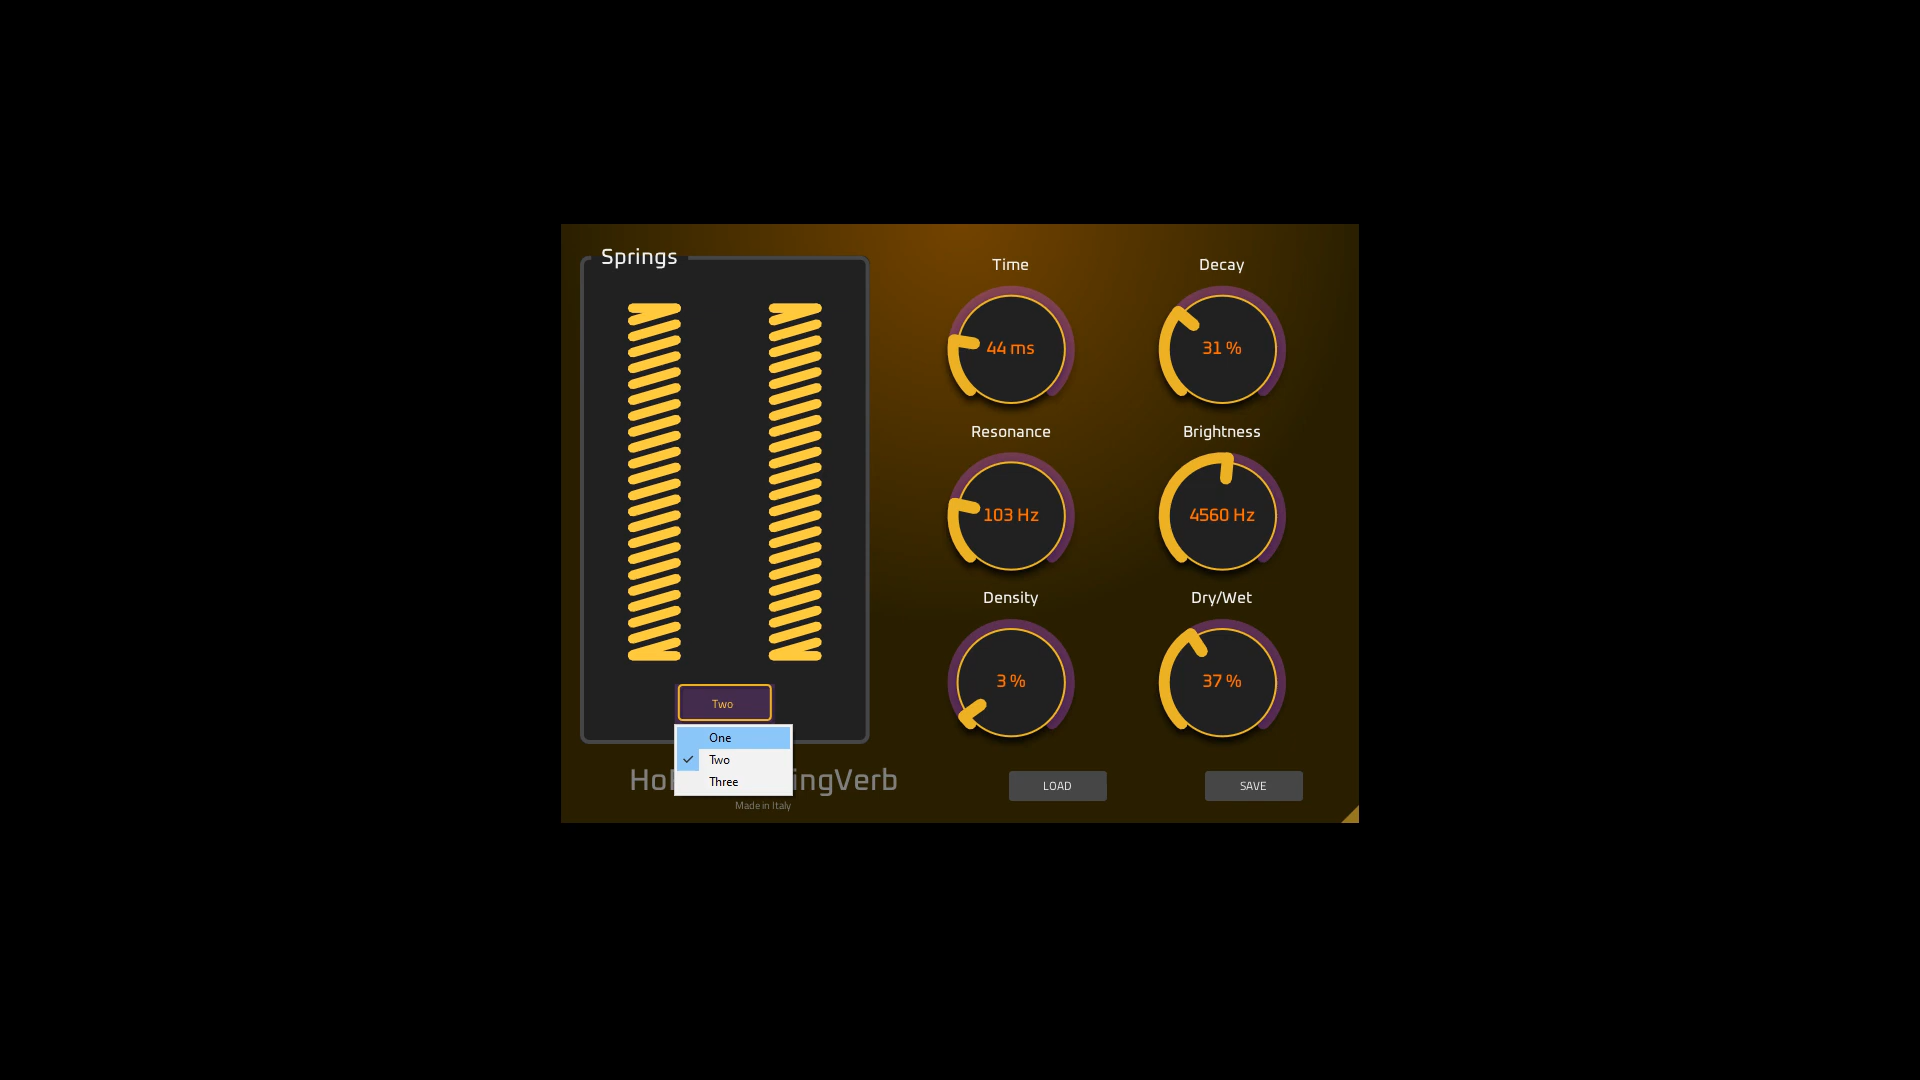 Springs
Two
One
Two
Three
ingVerb
Made in Italy
Time
44 ms
Decay
31 %
Resonance
103 Hz
Brightness
4560 Hz
Density
3 %
Dry/Wet
37 %
LOAD
SAVE